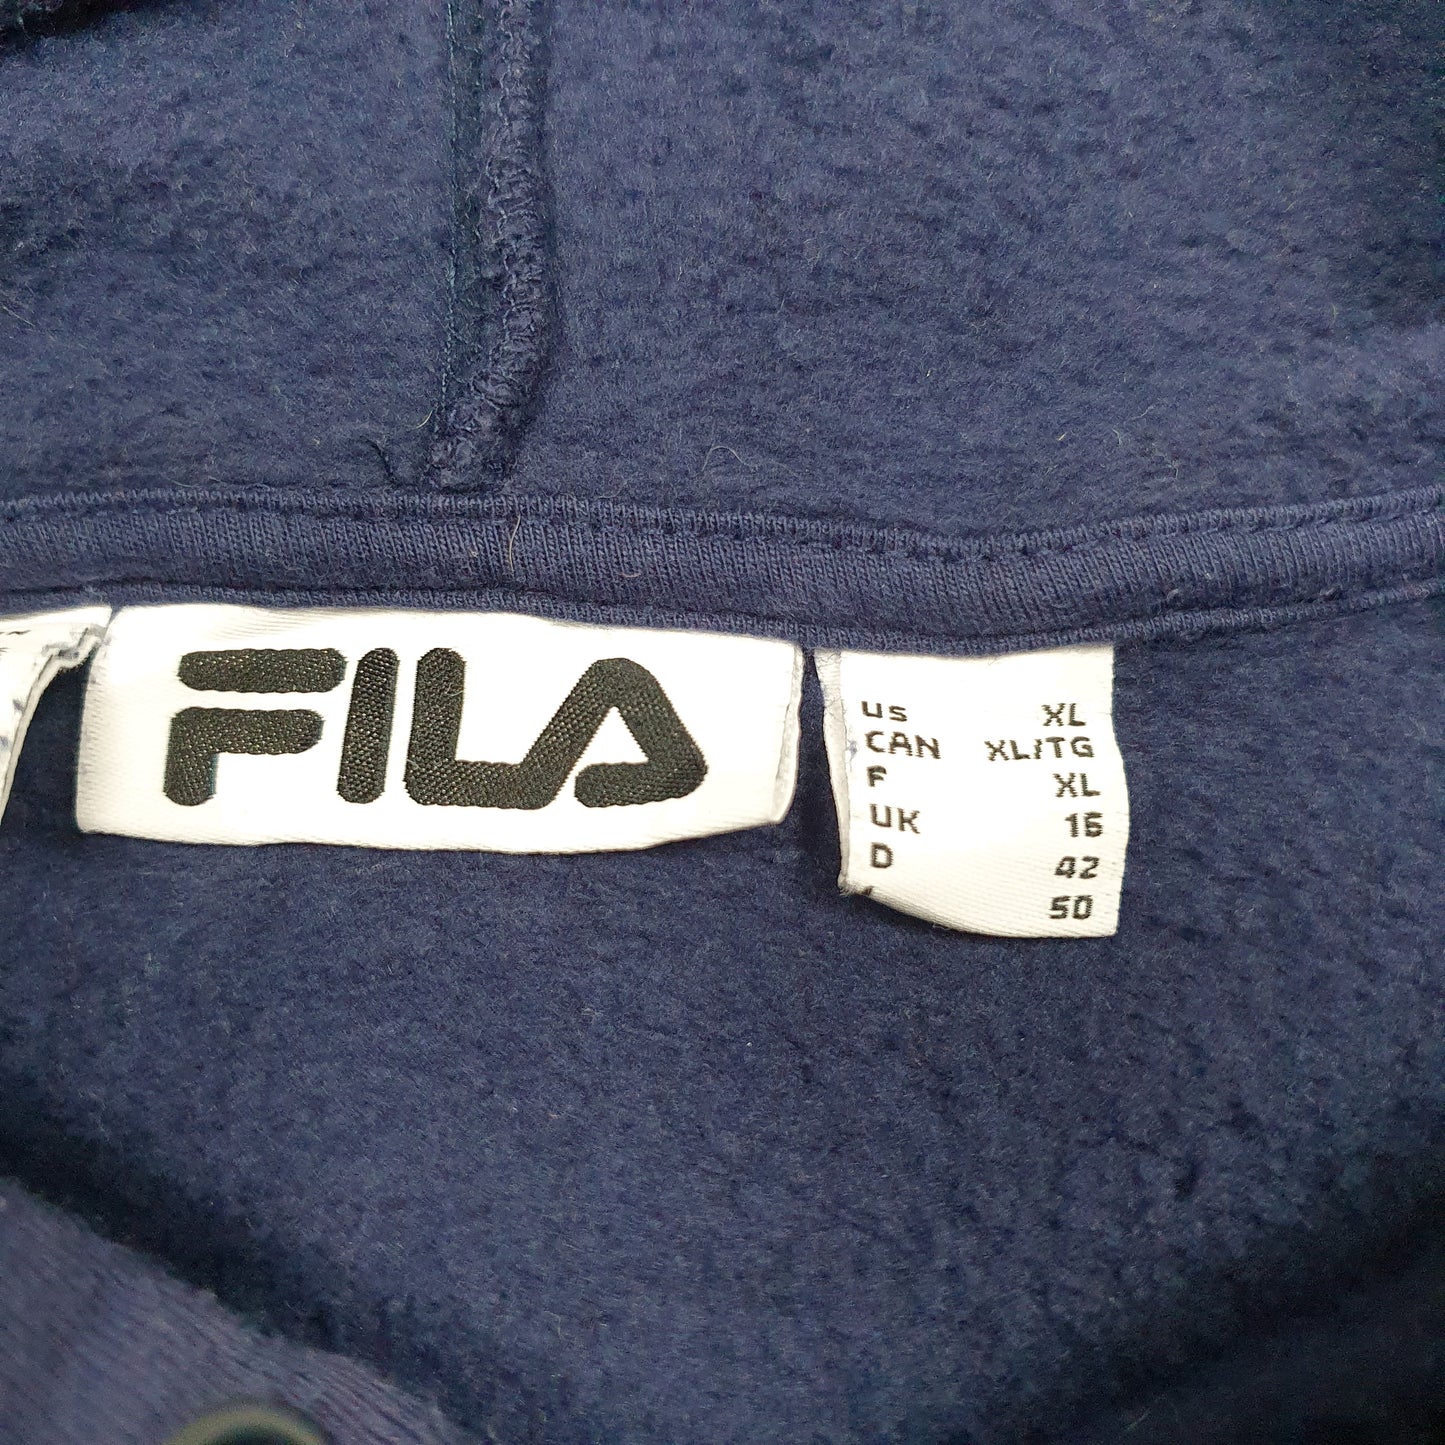 FILA
US XL
CAN XL/TG
F XL
UK 16
D 42
I 50